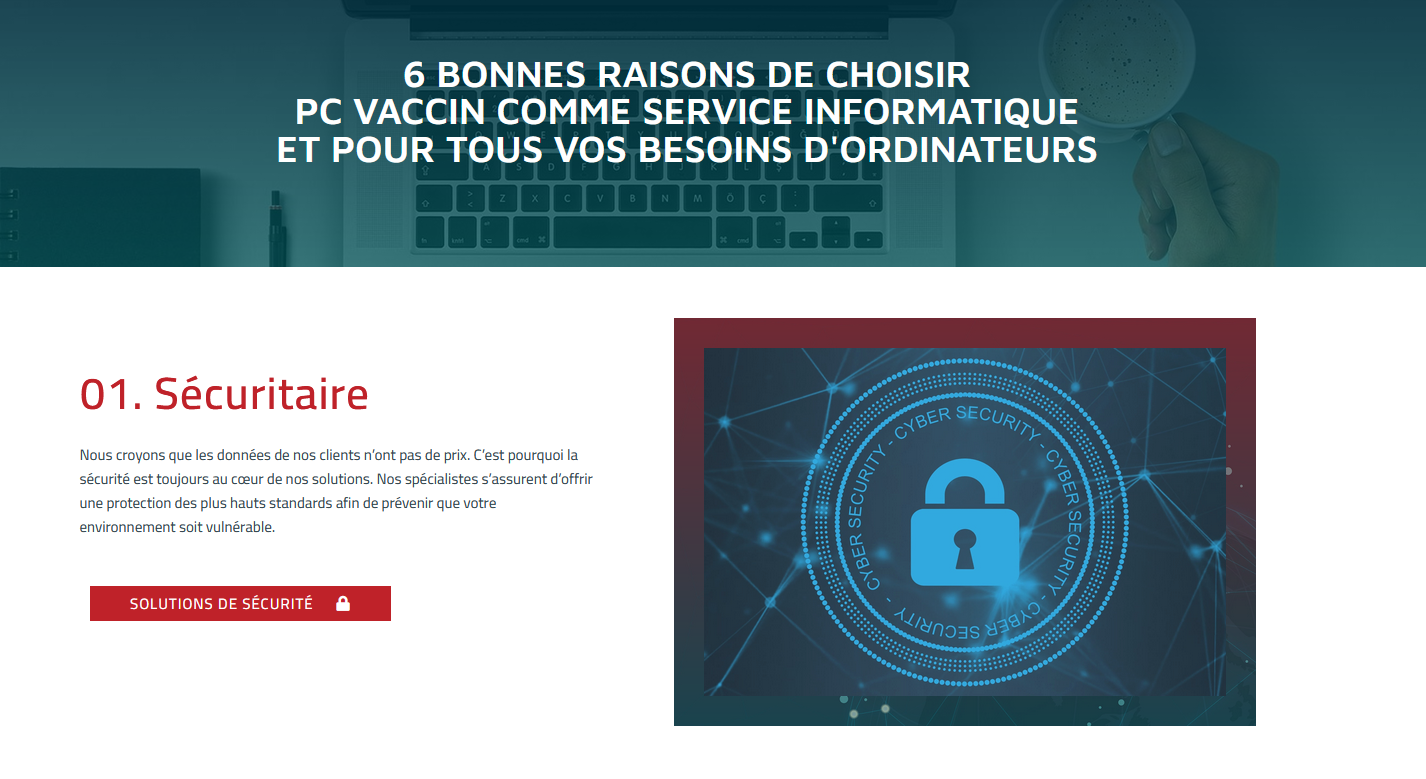 6 BONNES RAISONS DE CHOISIR
PC VACCIN COMME SERVICE INFORMATIQUE
ET POUR TOUS VOS BESOINS D'ORDINATEURS
01. Sécuritaire
Nous croyons que les données de nos clients n’ont pas de prix. C’est pourquoi la
sécurité est toujours au cœur de nos solutions. Nos spécialistes s’assurent d’offrir
une protection des plus hauts standards afin de prévenir que votre
environnement soit vulnérable.
SOLUTIONS DE SÉCURITÉ
CYBER SECURITY - CYBER SECURITY - CYBER SECURITY - CYBER SECURITY -